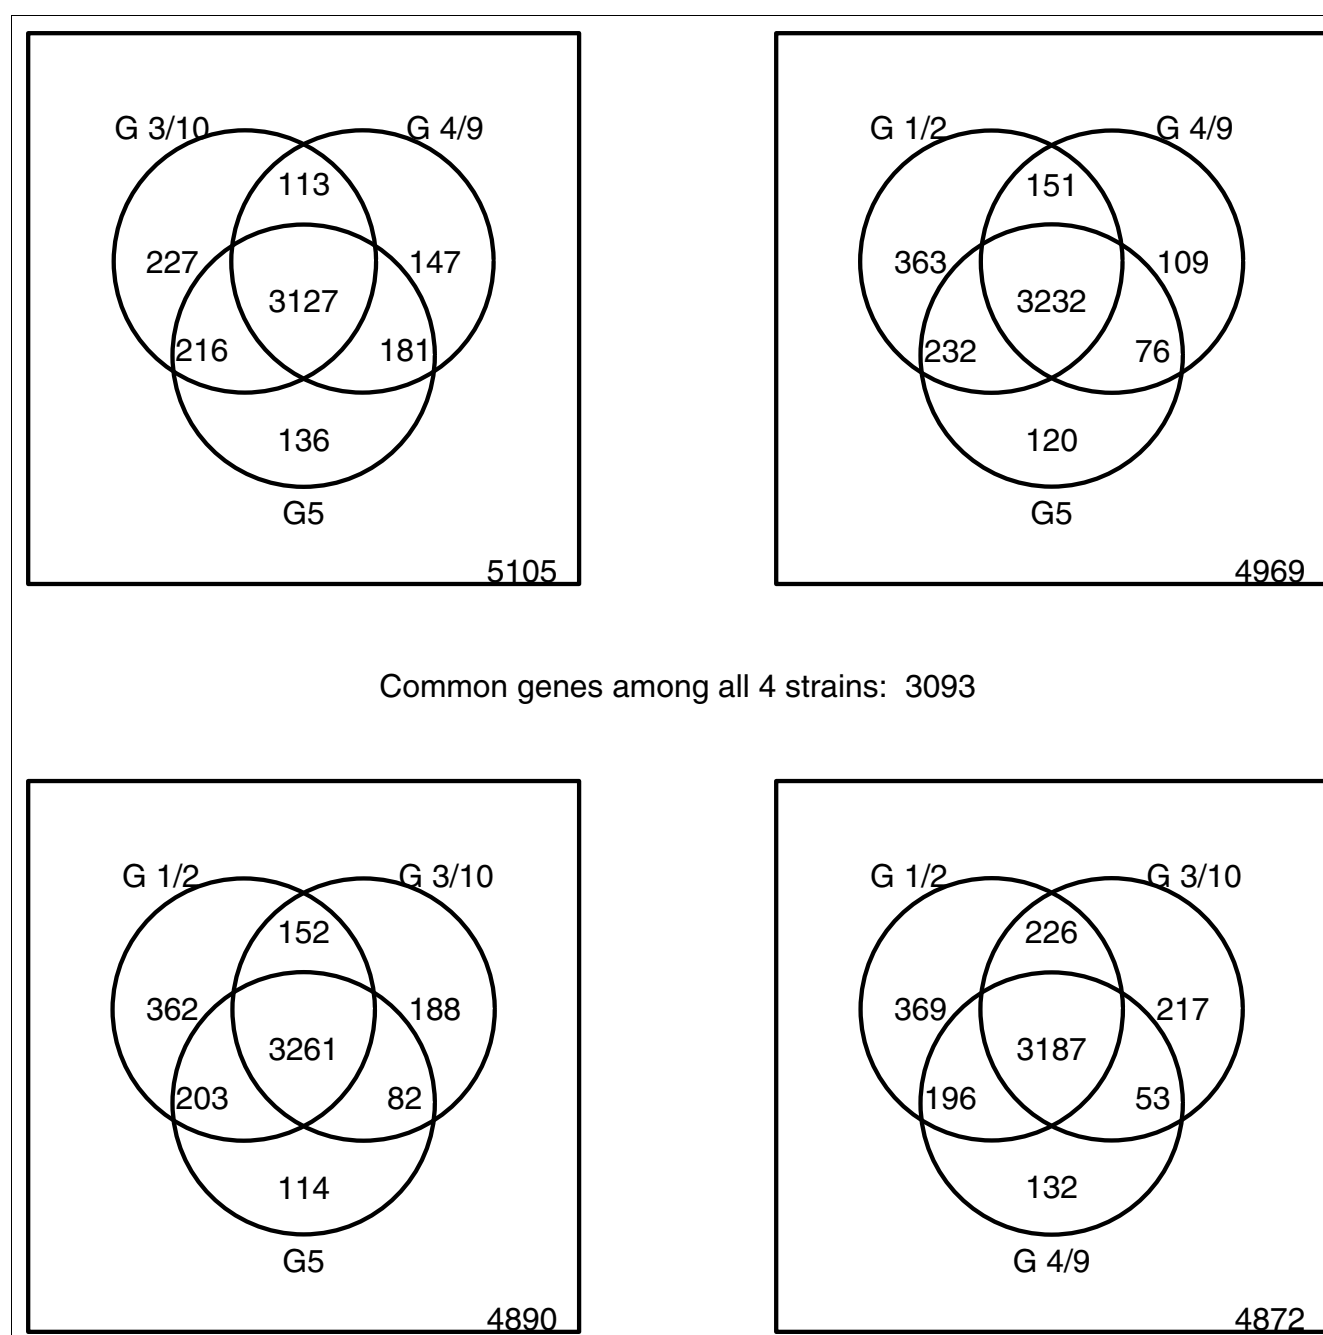 G 3/10 G 4/9
113
227 147
3127
216 181
136
G5
5105
G 1/2 G 4/9
151
363 109
3232
232 76
120
G5
4969
Common genes among all 4 strains: 3093
G 1/2 G 3/10
152
362 188
3261
203 82
114
G5
4890
G 1/2 G 3/10
226
369 217
3187
196 53
132
G 4/9
4872